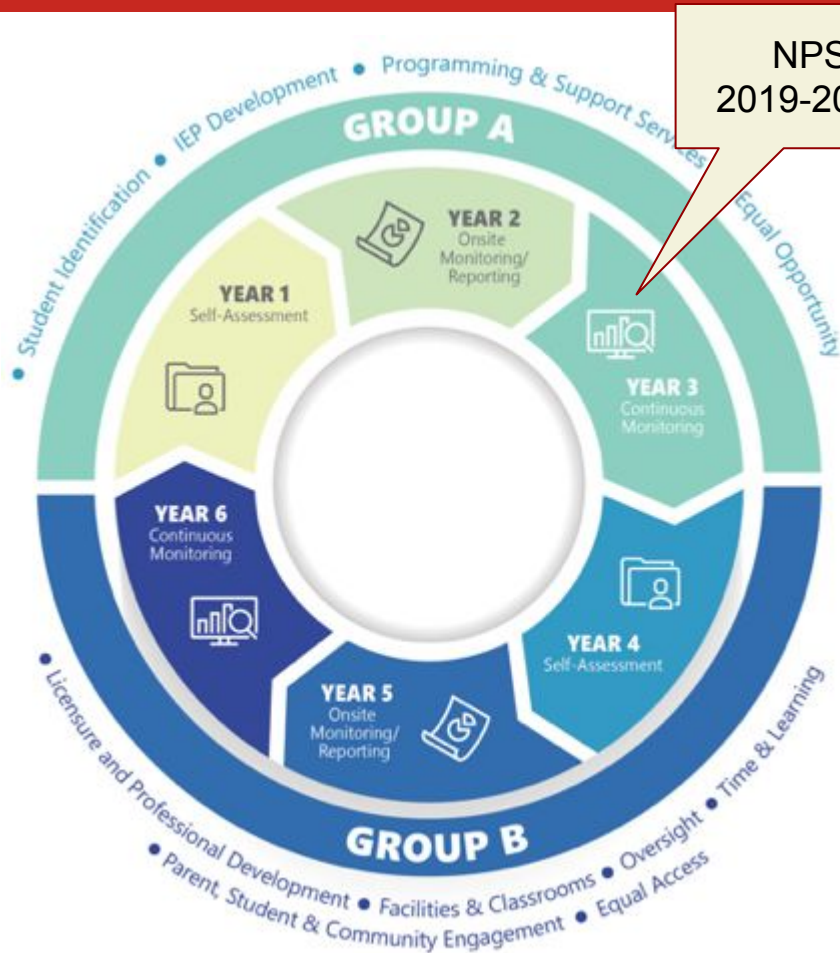 NPS
2019-20
• Student Identification • IEP Development • Programming & Support Services
Equal Opportunity
GROUP A
YEAR 1
Self-Assessment
YEAR 2
Onsite
Monitoring/
Reporting
YEAR 3
Continuous
Monitoring
YEAR 4
Self-Assessment
YEAR 5
Onsite
Monitoring/
Reporting
YEAR 6
Continuous
Monitoring
GROUP B
• Licensure and Professional Development • Facilities & Classrooms • Oversight • Time & Learning
• Parent, Student & Community Engagement • Equal Access